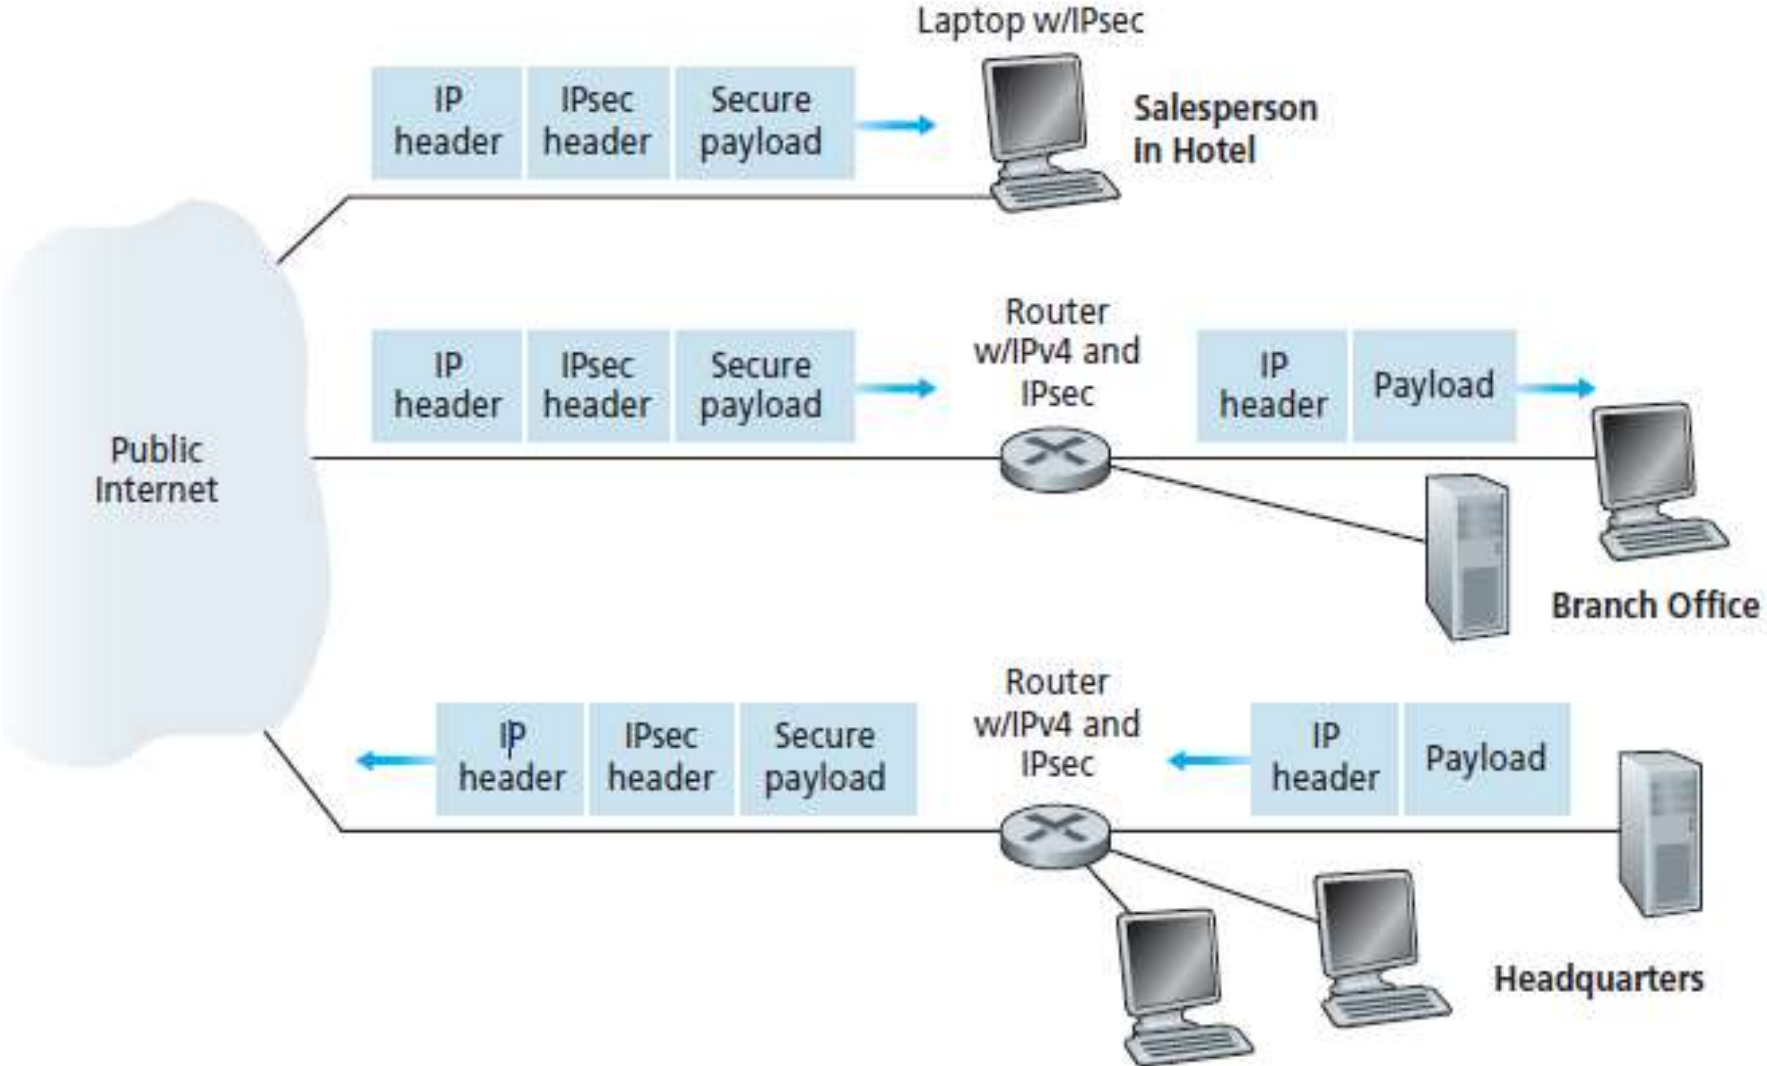 Laptop w/IPsec
IP
header
IPsec
header
Secure
payload
Salesperson
in Hotel
Public
Internet
IP
header
IPsec
header
Secure
payload
Router
w/IPv4 and
IPsec
IP
header
Payload
Branch Office
IP
header
IPsec
header
Secure
payload
Router
w/IPv4 and
IPsec
IP
header
Payload
Headquarters